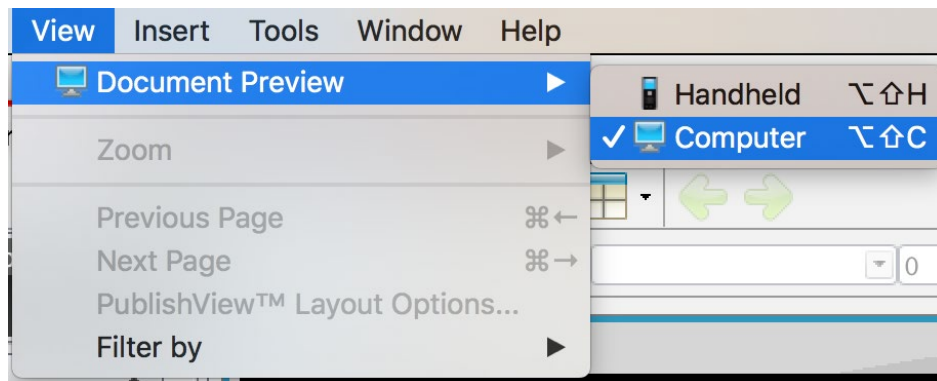 View Insert Tools Window Help
Document Preview
Handheld ⌥⇧H
Computer ⌥⇧C
Zoom
Previous Page ⌘←
Next Page ⌘→
0
PublishView™ Layout Options...
Filter by